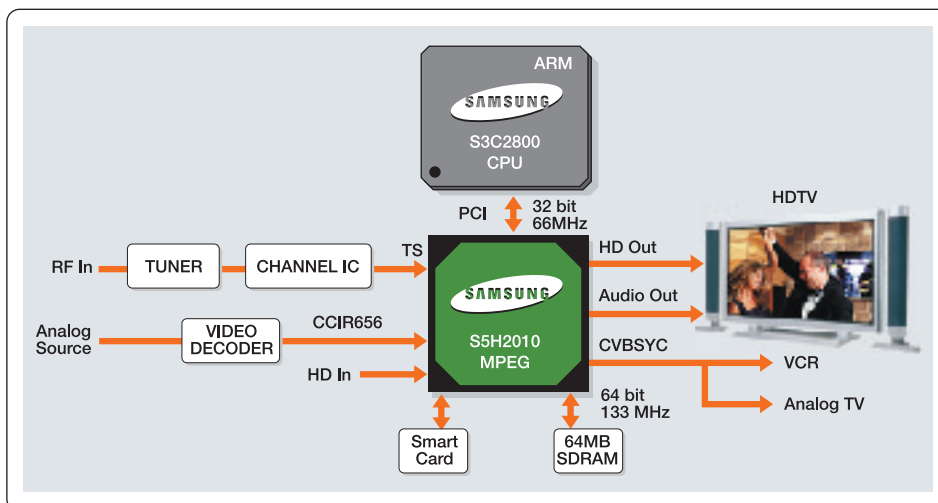 ARM
SAMSUNG
S3C2800
CPU
PCI
32 bit
66MHz
HDTV
RF In
TUNER
CHANNEL IC
TS
HD Out
SAMSUNG
Audio Out
Analog
Source
VIDEO
DECODER
CCIR656
S5H2010
MPEG
CVBSYC
VCR
HD In
64 bit
133 MHz
Analog TV
Smart
Card
64MB
SDRAM